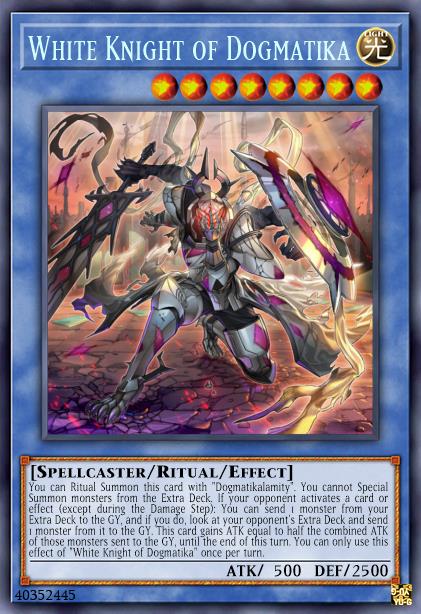 WHITE KNIGHT OF DOGMATIKA
LIGHT
光
[SPELLCASTER/RITUAL/EFFECT]
You can Ritual Summon this card with "Dogmatikalamity". You cannot Special
Summon monsters from the Extra Deck. If your opponent activates a card or
effect (except during the Damage Step): You can send 1 monster from your
Extra Deck to the GY, and if you do, look at your opponent's Extra Deck and send
1 monster from it to the GY. This card gains ATK equal to half the combined ATK
of those monsters sent to the GY, until the end of this turn. You can only use this
effect of "White Knight of Dogmatika" once per turn.
ATK/ 500 DEF/2500
40352445